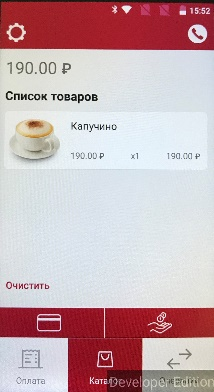 15:52
190.00 ₽
Список товаров
Капучино
190.00 ₽ x1 190.00 ₽
Очистить
Оплата
Developer Edition